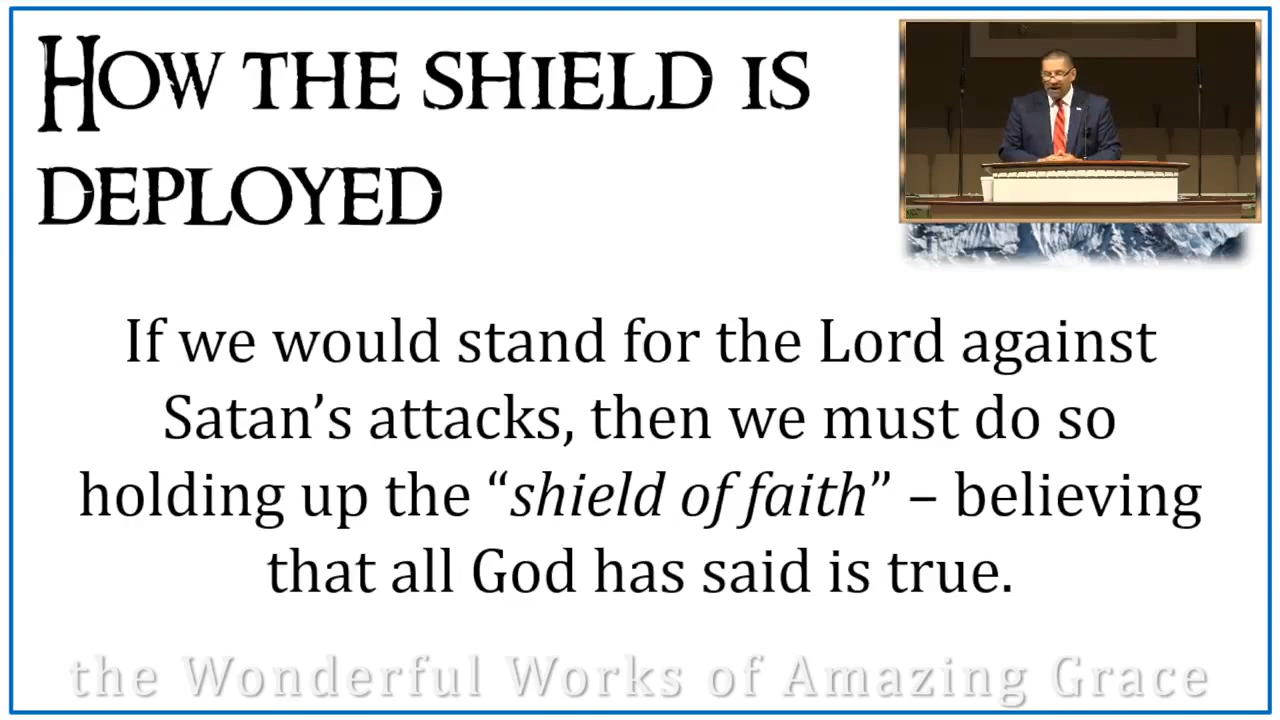 How the shield is
deployed
If we would stand for the Lord against
Satan’s attacks, then we must do so
holding up the “shield of faith” – believing
that all God has said is true.
the Wonderful Works of Amazing Grace